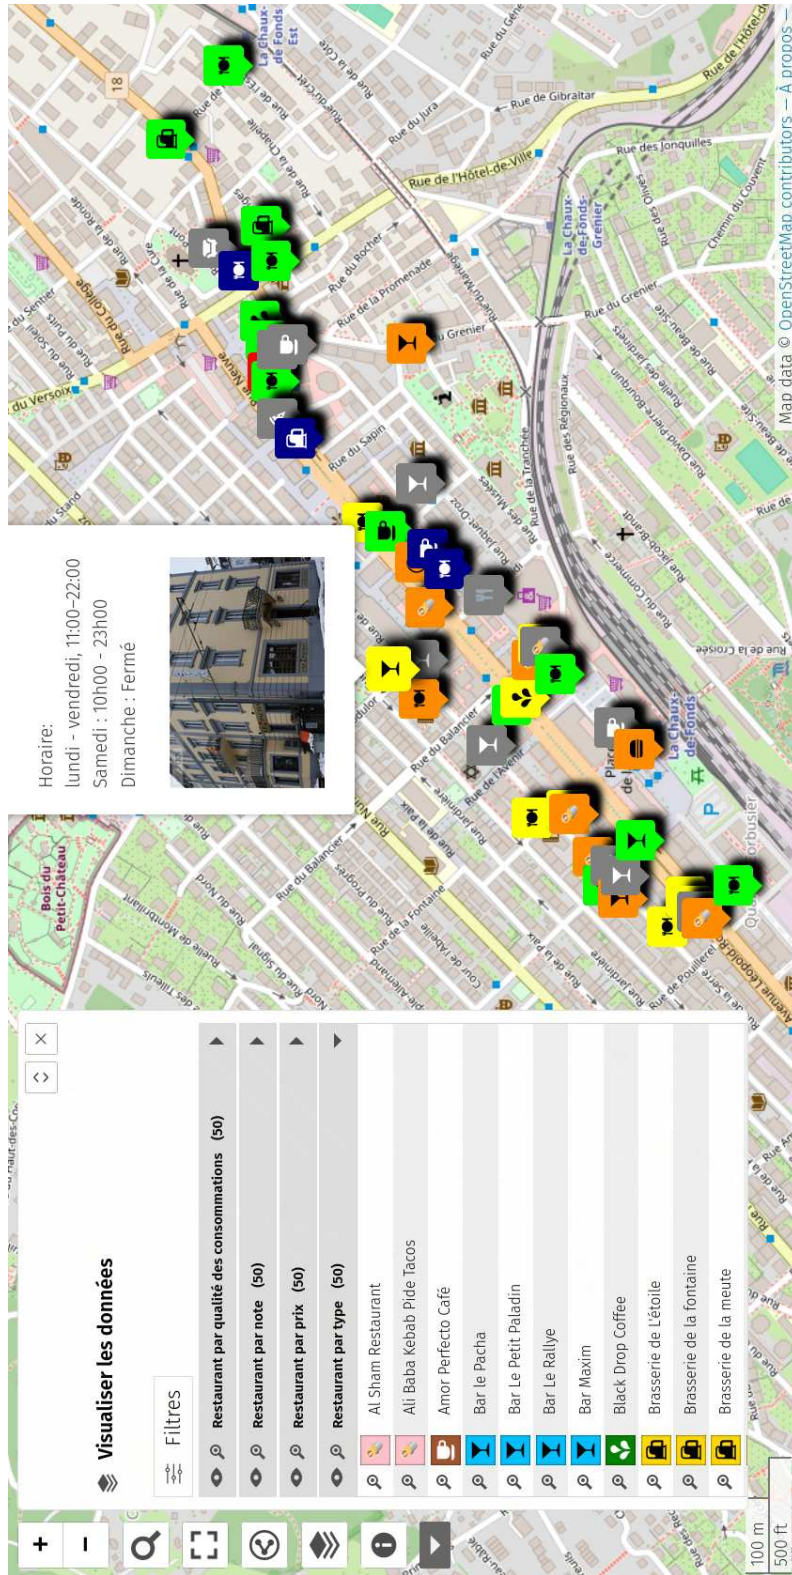 +
−
Visualiser les données
Filtres
Restaurant par qualité des consommations (50)
Restaurant par note (50)
Restaurant par prix (50)
Restaurant par type (50)
Al Sham Restaurant
Ali Baba Kebab Pide Tacos
Amor Perfecto Café
Bar le Pacha
Bar Le Petit Paladin
Bar Le Rallye
Bar Maxim
Black Drop Coffee
Brasserie de L'étoile
Brasserie de la fontaine
Brasserie de la meute
100 m
500 ft
Horaire:
lundi - vendredi, 11:00-22:00
Samedi : 10h00 - 23h00
Dimanche : Fermé
Bois du
Petit-Château
Rue de Montbrillant
Ruelle du Signal
Rue des Tilleuls
Rue du Nord
Rue du Balancier
Rue du Progrès
Rue de la Fontaine
Cour de l'Abeille
Rue de la Paix
Rue Jardinière
Rue de l'Avenir
Rue du Balancier
Rue de la Paix
Rue Jardinière
Rue de Pouillerel
Rue de la Serre
Avenue Léopold-Ro
Rue du Stand
du Versoix
Rue du Soleil
Rue du Puits
Rue du Sentier
Rue du Collège
Rue de la Cure
Rue de la Ronde
Rue Neuve
Rue du Sapin
Rue du Rocher
Rue de la Promenade
Rue du Manège
Rue de la Chapelle
18
La Chaux-
de-Fonds-
Est
Rue de la Côte
Rue du Crêt
Rue du Jura
Rue de Gibraltar
Rue de l'Hôtel-de-Ville
Rue des Jonquilles
Rue des Olives
Chemin du Couvent
La Chaux-
de-Fonds-
Grenier
u Grenier
Rue du Grenier
Rue de Beau-Site
Ruelle des Jardinets
Rue David-Pierre-Bourquin
Rue des Régionaux
Rue de la Tranchée
Rue des Musées
Rue Jaquet-Droz
Rue du Commerce
Rue Jacob-Brandt
Rue de la Croisée
La Chaux-
de-Fonds
P
Map data © OpenStreetMap contributors — À propos —